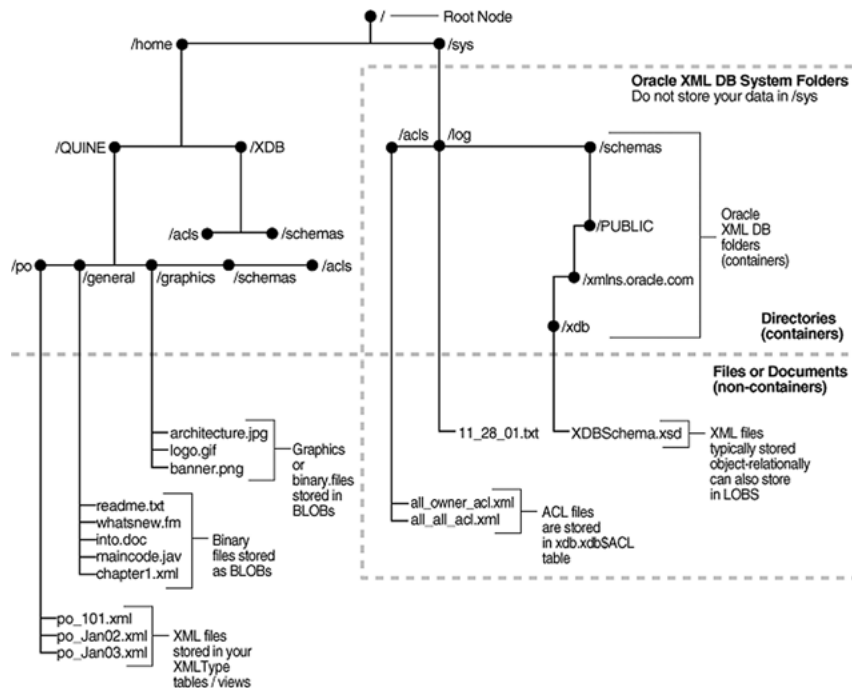 / Root Node
/home
/sys
Oracle XML DB System Folders
Do not store your data in /sys
/acls
/log
/QUINE
/XDB
/schemas
Oracle
XML DB
folders
(containers)
/PUBLIC
/acls
/schemas
/po
/general
/graphics
/schemas
/acls
/xmlns.oracle.com
/xdb
Directories
(containers)
Files or Documents
(non-containers)
architecture.jpg
logo.gif
banner.png
Graphics
or
binary.files
stored in
BLOBs
11_28_01.txt
XDBSchema.xsd
XML files
typically stored
object-relationally
can also store
in LOBS
readme.txt
whatsnew.fm
into.doc
maincode.jav
chapter1.xml
Binary
files stored
as BLOBs
all_owner_acl.xml
all_all_acl.xml
ACL files
are stored
in xdb.xdb$ACL
table
po_101.xml
po_Jan02.xml
po_Jan03.xml
XML files
stored in your
XMLType
tables / views